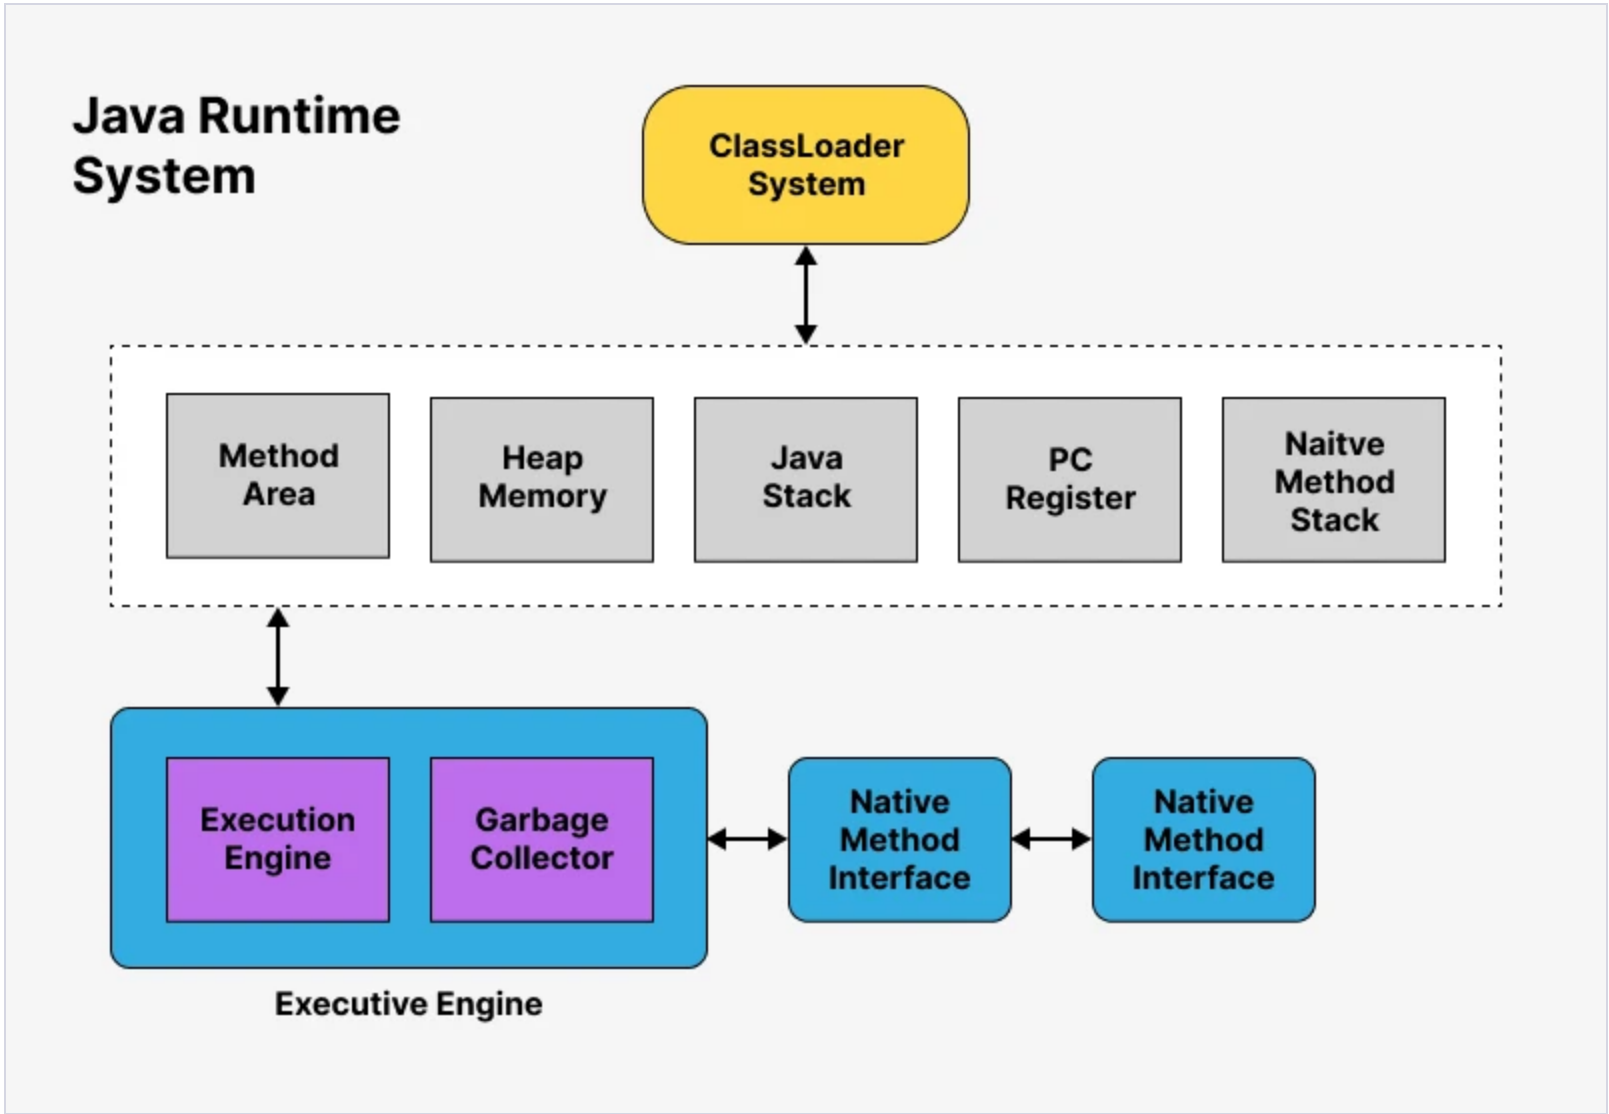 Java Runtime
System
ClassLoader
System
Method
Area
Heap
Memory
Java
Stack
PC
Register
Naitve
Method
Stack
Execution
Engine
Garbage
Collector
Native
Method
Interface
Native
Method
Interface
Executive Engine